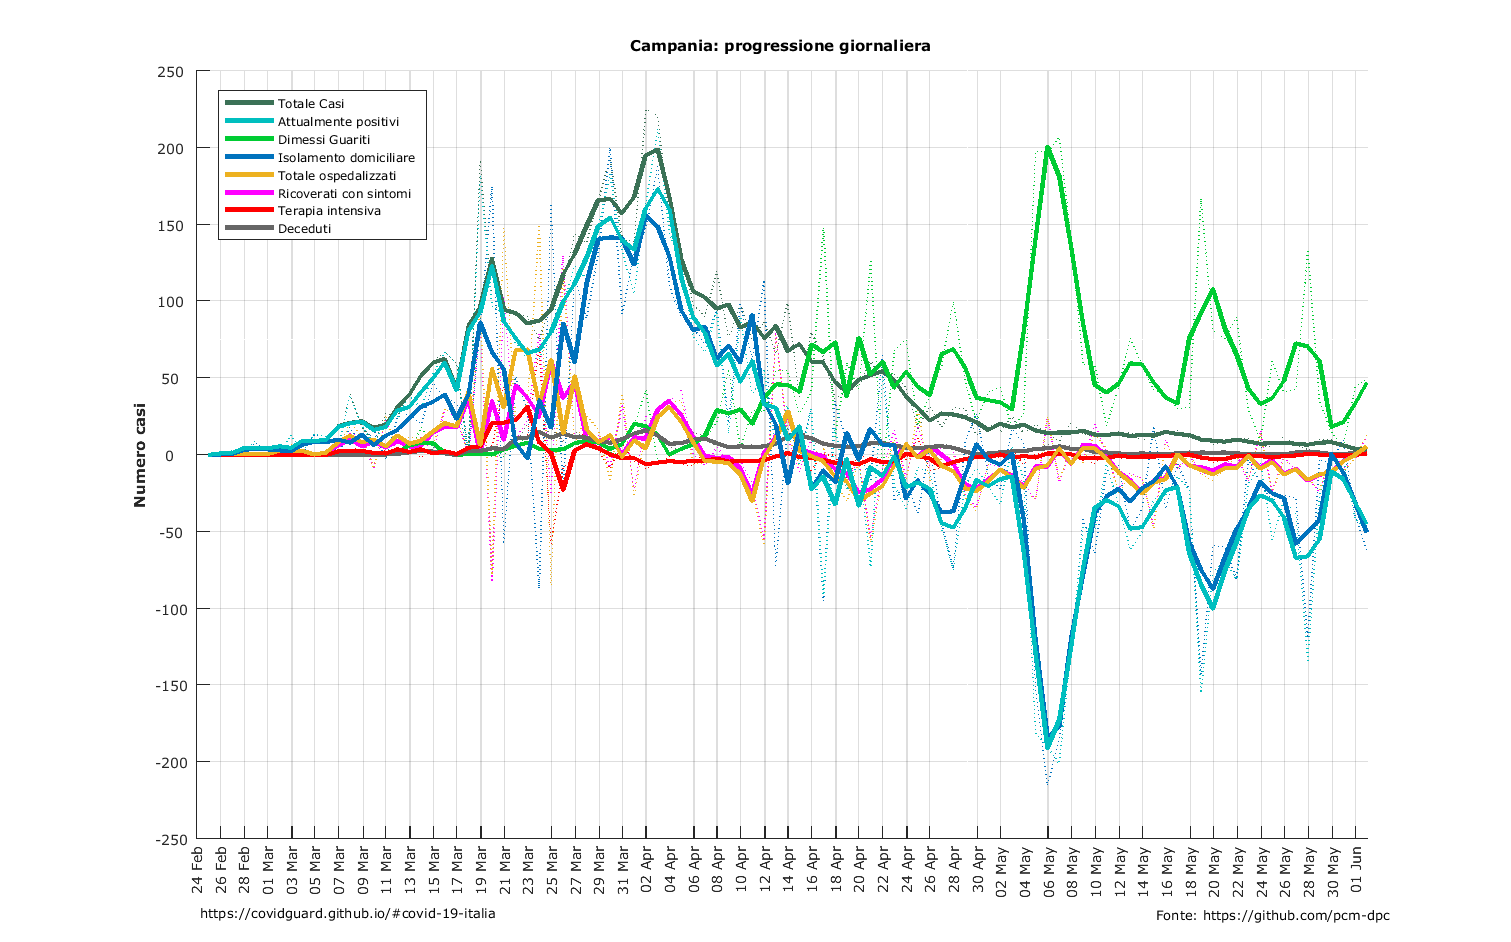 Campania: progressione giornaliera
250
200
150
100
50
0
-50
-100
-150
-200
-250
Numero casi
Totale Casi
Attualmente positivi
Dimessi Guariti
Isolamento domiciliare
Totale ospedalizzati
Ricoverati con sintomi
Terapia intensiva
Deceduti
24 Feb
26 Feb
28 Feb
01 Mar
03 Mar
05 Mar
07 Mar
09 Mar
11 Mar
13 Mar
15 Mar
17 Mar
19 Mar
21 Mar
23 Mar
25 Mar
27 Mar
29 Mar
31 Mar
02 Apr
04 Apr
06 Apr
08 Apr
10 Apr
12 Apr
14 Apr
16 Apr
18 Apr
20 Apr
22 Apr
24 Apr
26 Apr
28 Apr
30 Apr
02 May
04 May
06 May
08 May
10 May
12 May
14 May
16 May
18 May
20 May
22 May
24 May
26 May
28 May
30 May
01 Jun
https://covidguard.github.io/#covid-19-italia
Fonte: https://github.com/pcm-dpc